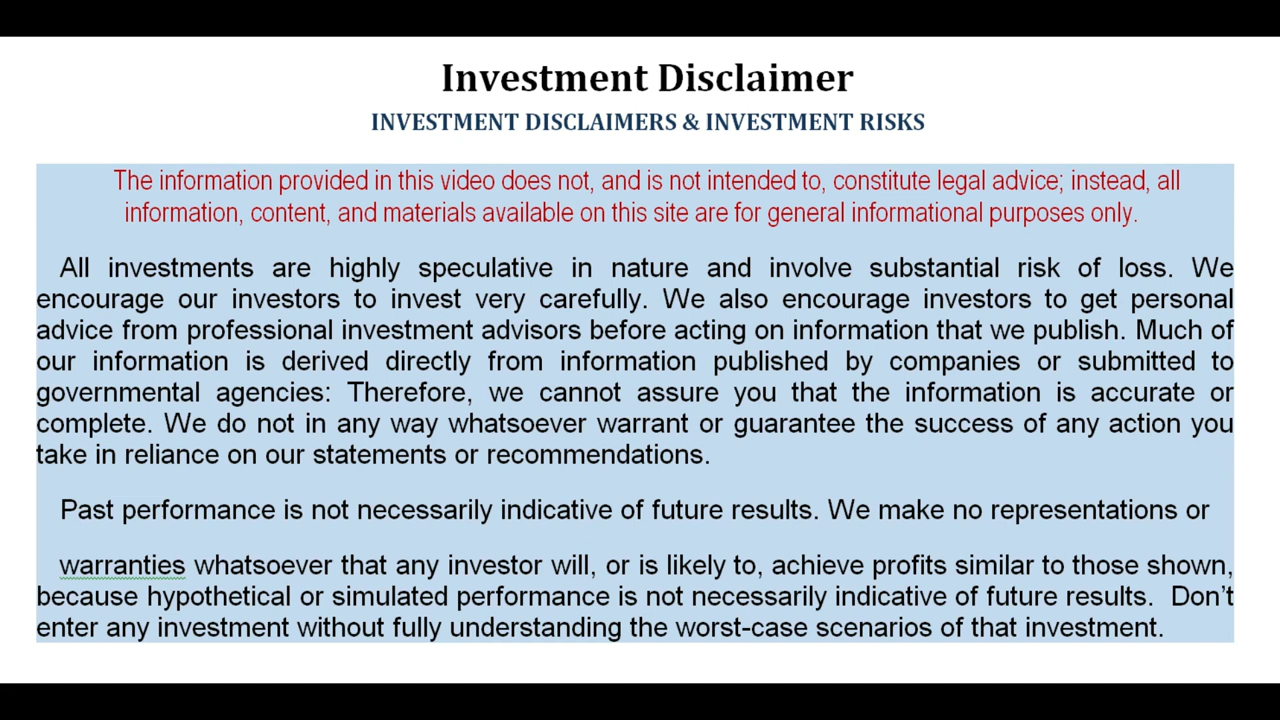 Investment Disclaimer
INVESTMENT DISCLAIMERS & INVESTMENT RISKS
The information provided in this video does not, and is not intended to, constitute legal advice; instead, all
information, content, and materials available on this site are for general informational purposes only.
All investments are highly speculative in nature and involve substantial risk of loss. We
encourage our investors to invest very carefully. We also encourage investors to get personal
advice from professional investment advisors before acting on information that we publish. Much of
our information is derived directly from information published by companies or submitted to
governmental agencies: Therefore, we cannot assure you that the information is accurate or
complete. We do not in any way whatsoever warrant or guarantee the success of any action you
take in reliance on our statements or recommendations.
Past performance is not necessarily indicative of future results. We make no representations or
warranties whatsoever that any investor will, or is likely to, achieve profits similar to those shown,
because hypothetical or simulated performance is not necessarily indicative of future results.  Don’t
enter any investment without fully understanding the worst-case scenarios of that investment.